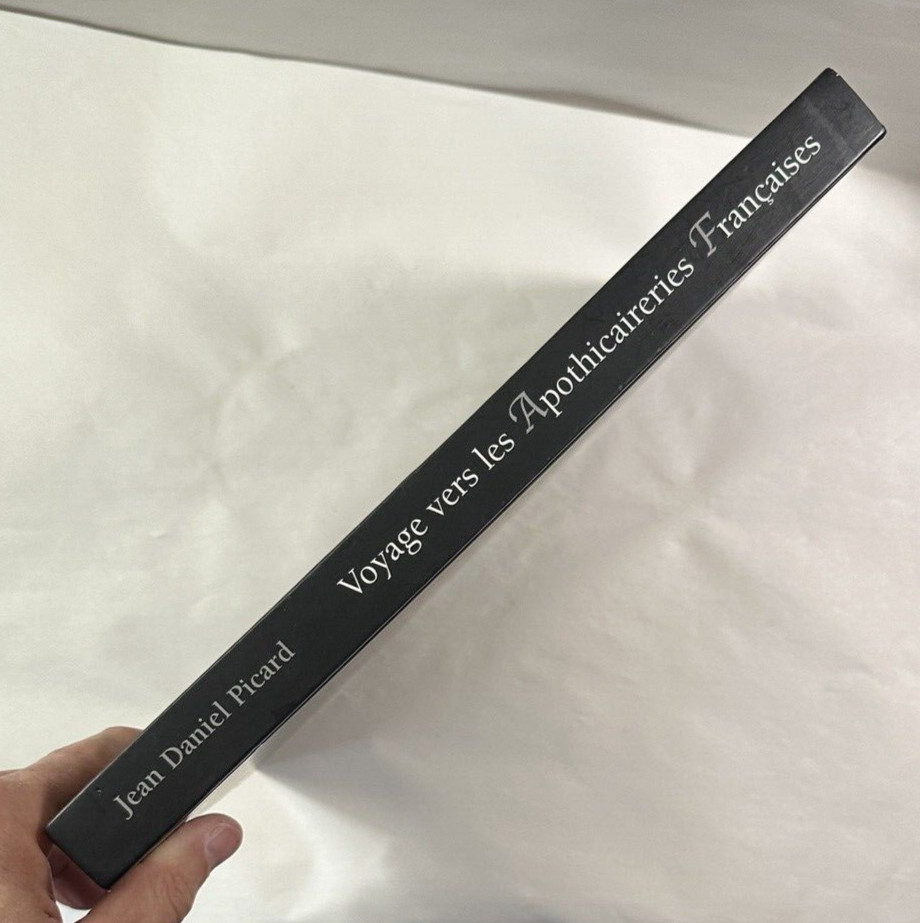 Jean Daniel Picard
Voyage vers les Apothicaireries Françaises